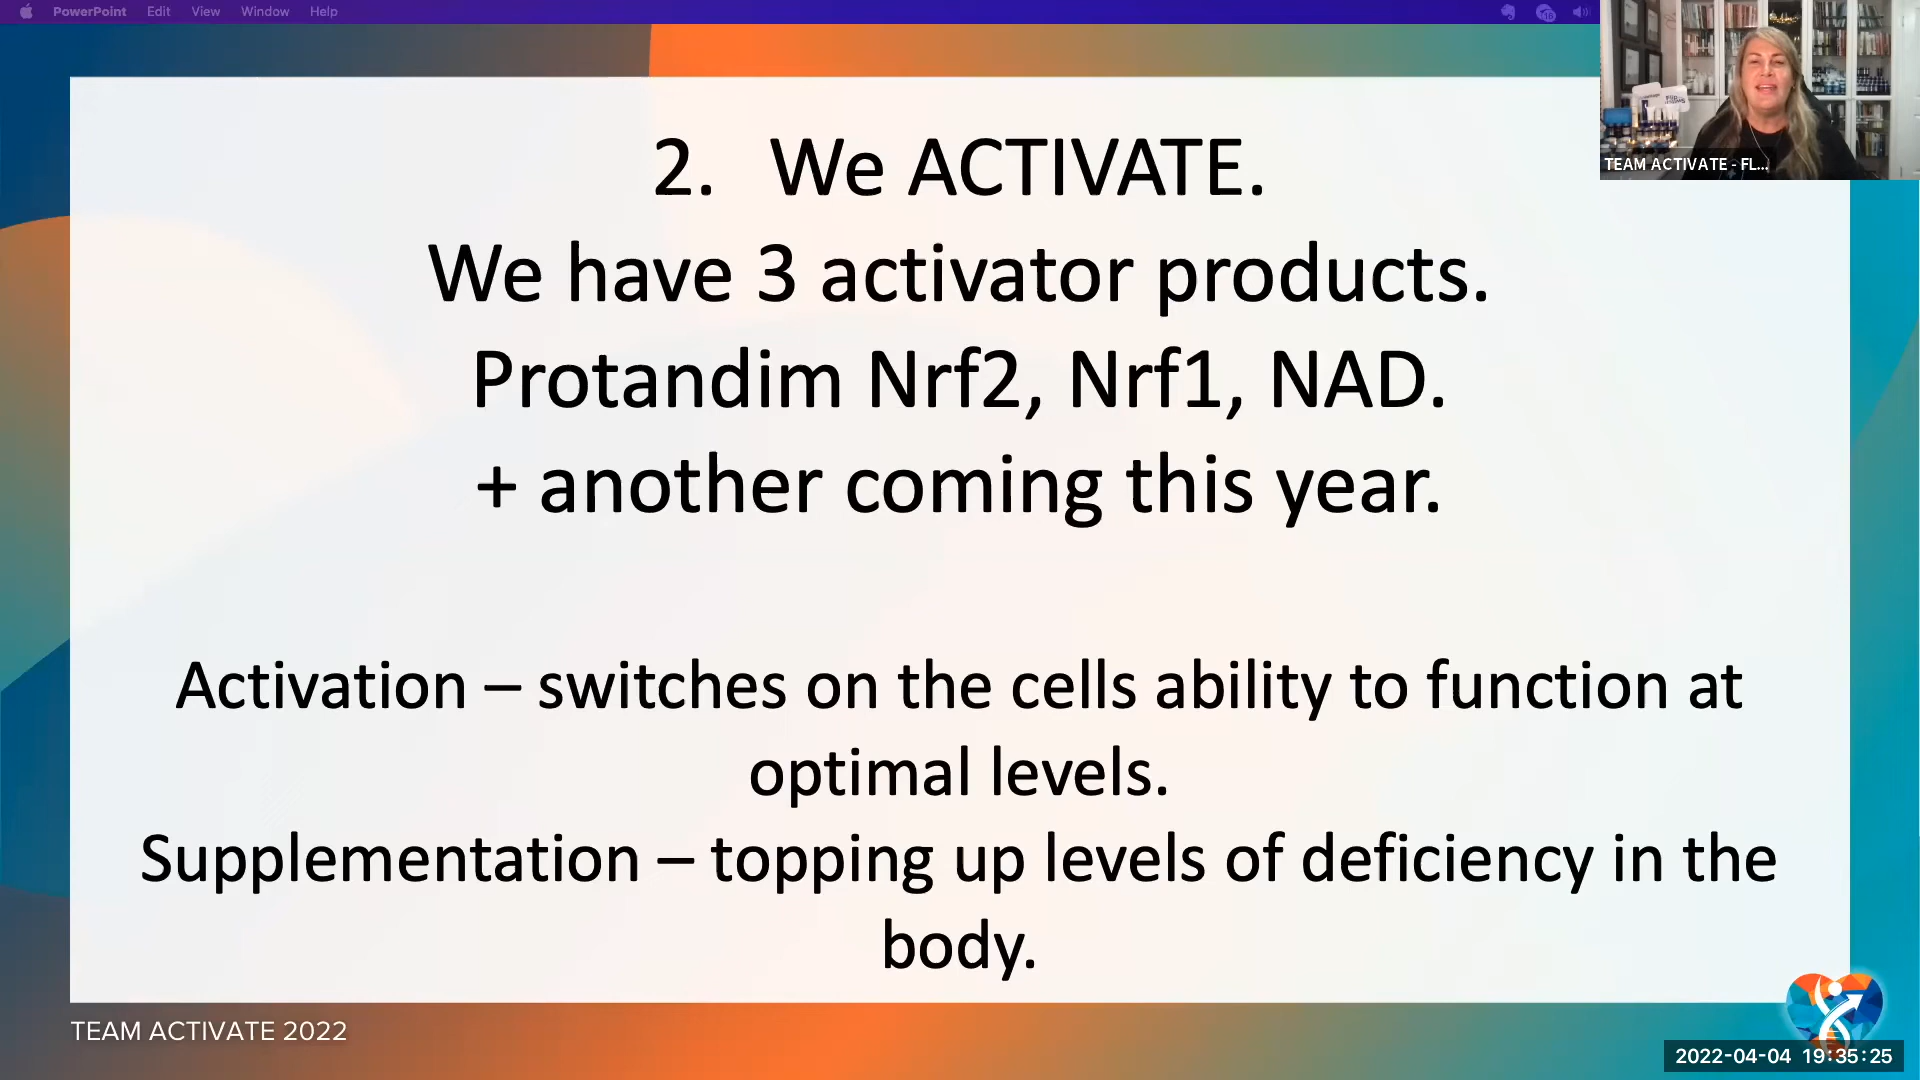 PowerPoint Edit View Window Help
2. We ACTIVATE.
We have 3 activator products.
Protandim Nrf2, Nrf1, NAD.
+ another coming this year.
Activation – switches on the cells ability to function at
optimal levels.
Supplementation – topping up levels of deficiency in the
body.
TEAM ACTIVATE - FL...
TEAM ACTIVATE 2022
2022-04-04 19:35:25